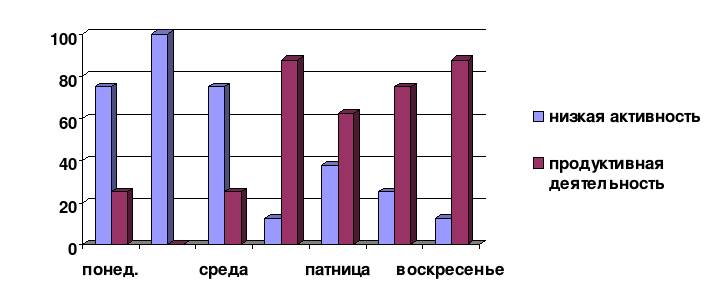 100
80
60
40
20
0
понед.
среда
патница
воскресенье
низкая активность
продуктивная
деятельность